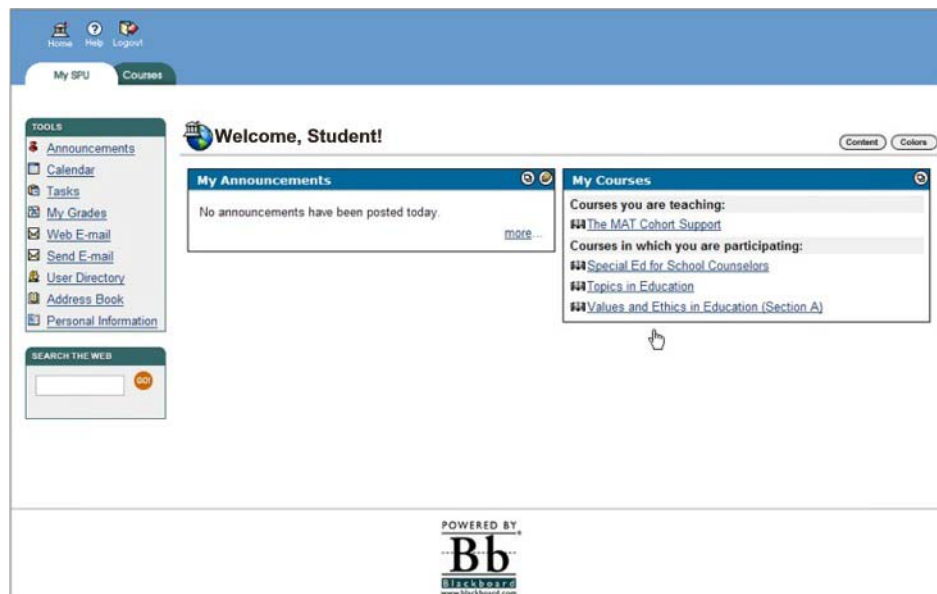 Home Help Logout
My SPU Courses
TOOLS
Announcements
Calendar
Tasks
My Grades
Web E-mail
Send E-mail
User Directory
Address Book
Personal Information
SEARCH THE WEB
GO!
Welcome, Student!
Content Colors
My Announcements
No announcements have been posted today.
more...
My Courses
Courses you are teaching:
The MAT Cohort Support
Courses in which you are participating:
Special Ed for School Counselors
Topics in Education
Values and Ethics in Education (Section A)
POWERED BY
Bb
Blackboard
www.blackboard.com